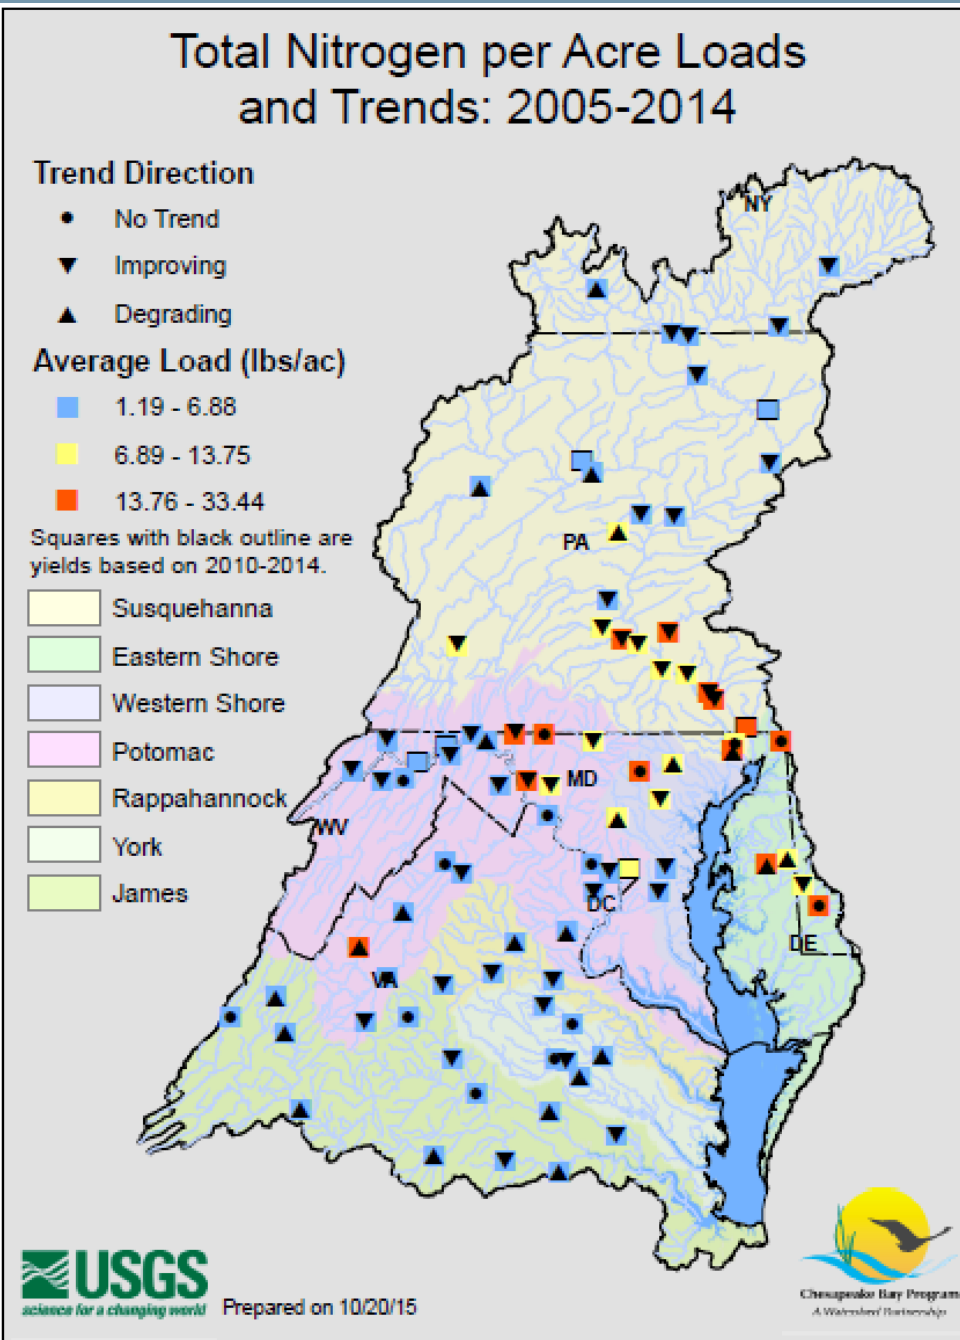 Total Nitrogen per Acre Loads
and Trends: 2005-2014
Trend Direction
No Trend
Improving
Degrading
Average Load (lbs/ac)
1.19 - 6.88
6.89 - 13.75
13.76 - 33.44
Squares with black outline are
yields based on 2010-2014.
Susquehanna
Eastern Shore
Western Shore
Potomac
Rappahannock
York
James
NY
PA
MD
WV
DC
DE
VA
USGS
science for a changing world
Prepared on 10/20/15
Chesapeake Bay Program
A Watershed Partnership